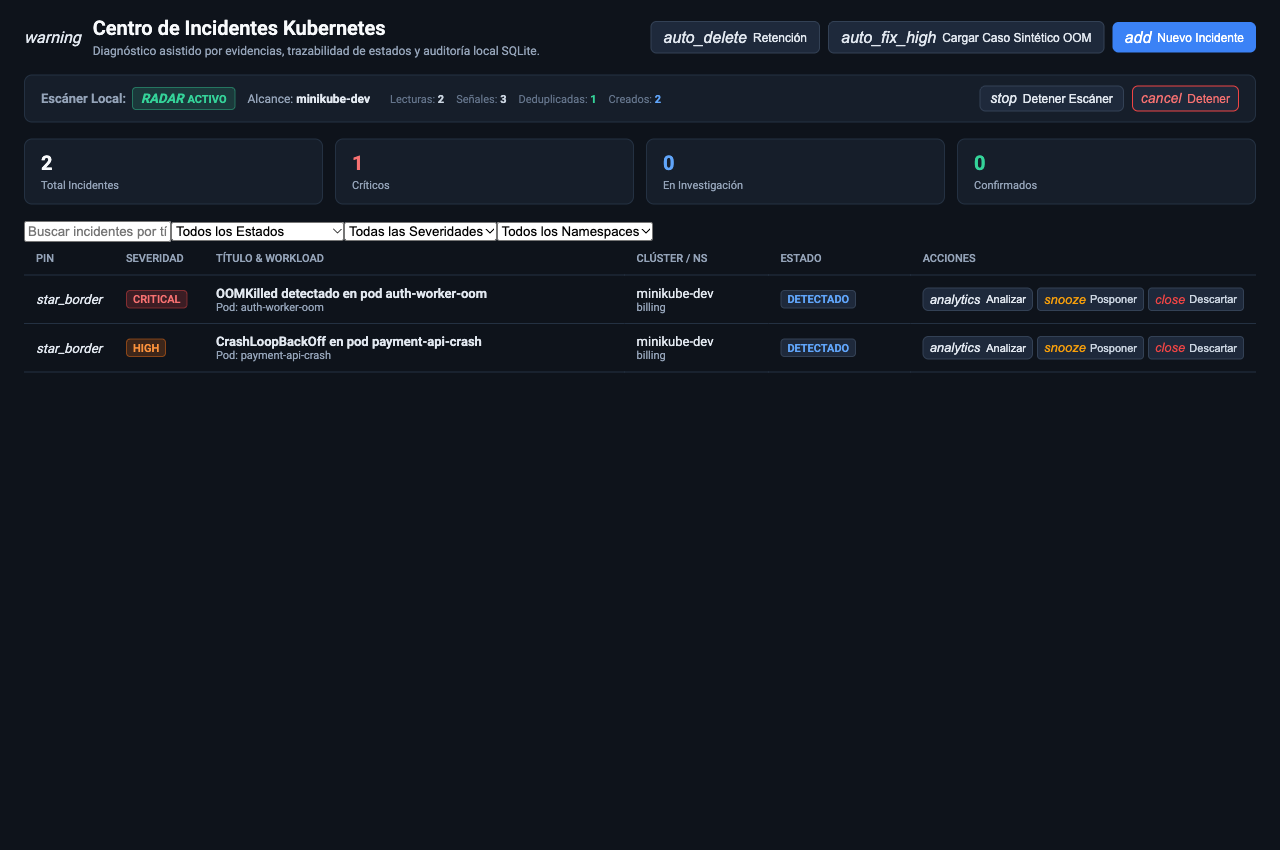 warning Centro de Incidentes Kubernetes
Diagnóstico asistido por evidencias, trazabilidad de estados y auditoría local SQLite.
auto_delete Retención
auto_fix_high Cargar Caso Sintético OOM
add Nuevo Incidente
Escáner Local: RADAR ACTIVO Alcance: minikube-dev Lecturas: 2 Señales: 3 Deduplicadas: 1 Creados: 2
stop Detener Escáner
cancel Detener
2
Total Incidentes
1
Críticos
0
En Investigación
0
Confirmados
Buscar incidentes por tí
Todos los Estados
Todas las Severidades
Todos los Namespaces
PIN SEVERIDAD TÍTULO & WORKLOAD CLÚSTER / NS ESTADO ACCIONES
star_border CRITICAL OOMKilled detectado en pod auth-worker-oom minikube-dev DETECTADO analytics Analizar snooze Posponer close Descartar
Pod: auth-worker-oom billing
star_border HIGH CrashLoopBackOff en pod payment-api-crash minikube-dev DETECTADO analytics Analizar snooze Posponer close Descartar
Pod: payment-api-crash billing